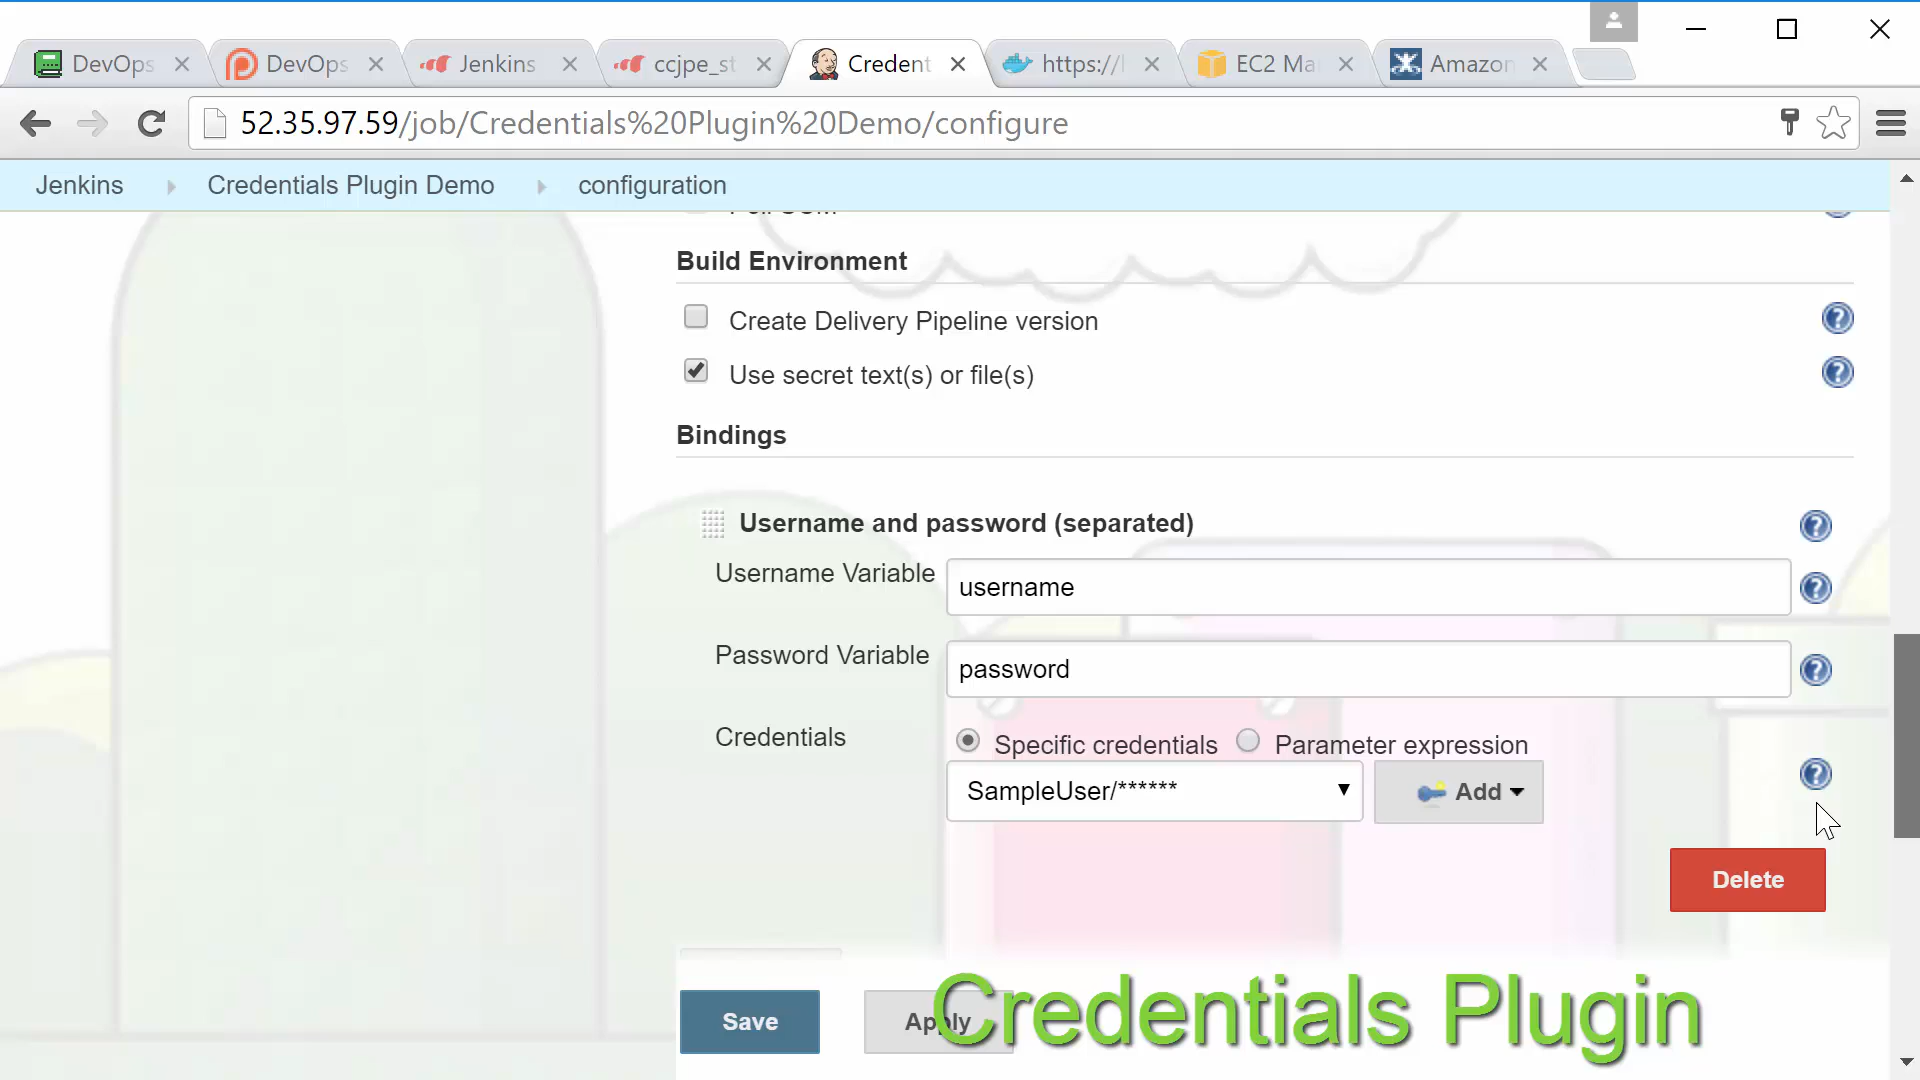 DevOps DevOps Jenkins ccjpe_st Credent https://l EC2 Ma Amazon
52.35.97.59/job/Credentials%20Plugin%20Demo/configure
Jenkins Credentials Plugin Demo configuration
Poll SCM
Build Environment
Create Delivery Pipeline version
Use secret text(s) or file(s)
Bindings
Username and password (separated)
Username Variable username
Password Variable password
Credentials Specific credentials Parameter expression
SampleUser/****** Add
Delete
Save Apply
Credentials Plugin